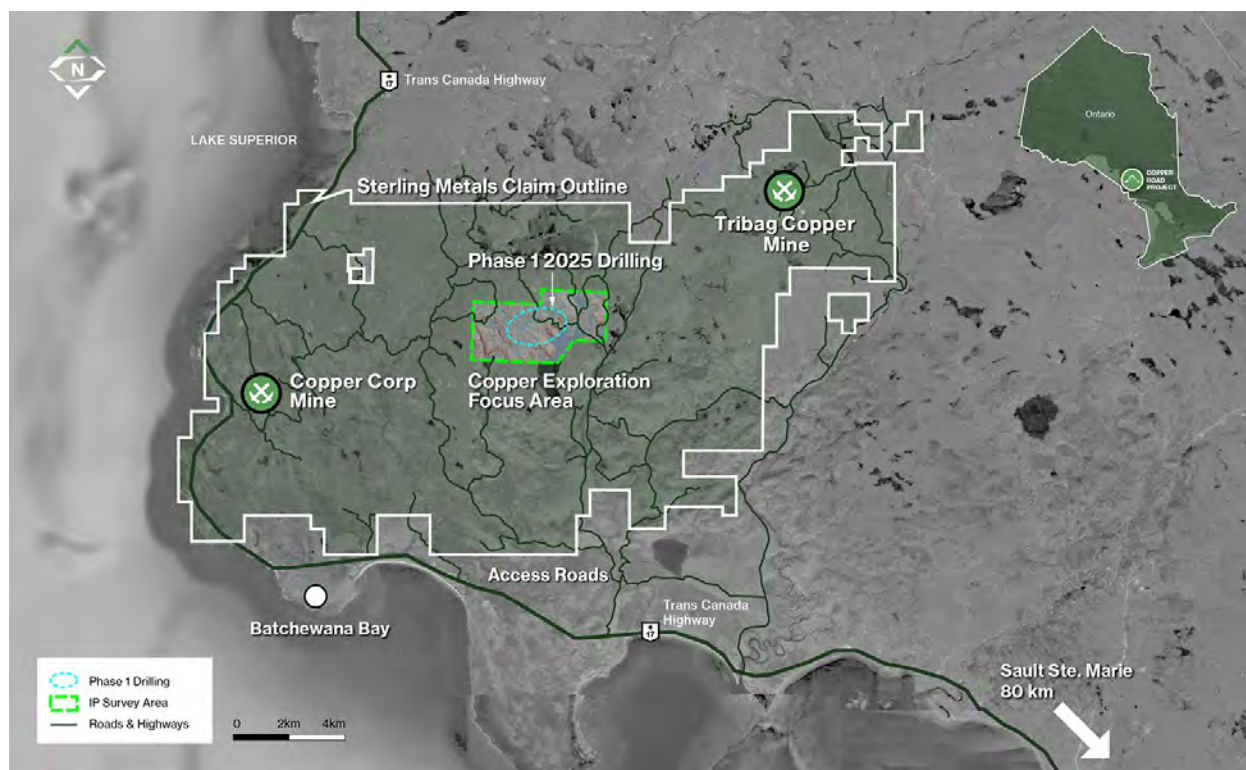 N
17
Trans Canada Highway
LAKE SUPERIOR
Ontario
COPPER
ROAD
PROJECT
Sterling Metals Claim Outline
Tribag Copper
Mine
Phase 1 2025 Drilling
Copper Corp
Mine
Copper Exploration
Focus Area
Access Roads
Batchewana Bay
Trans Canada
Highway
17
Sault Ste. Marie
80 km
Phase 1 Drilling
IP Survey Area
Roads & Highways
0 2km 4km